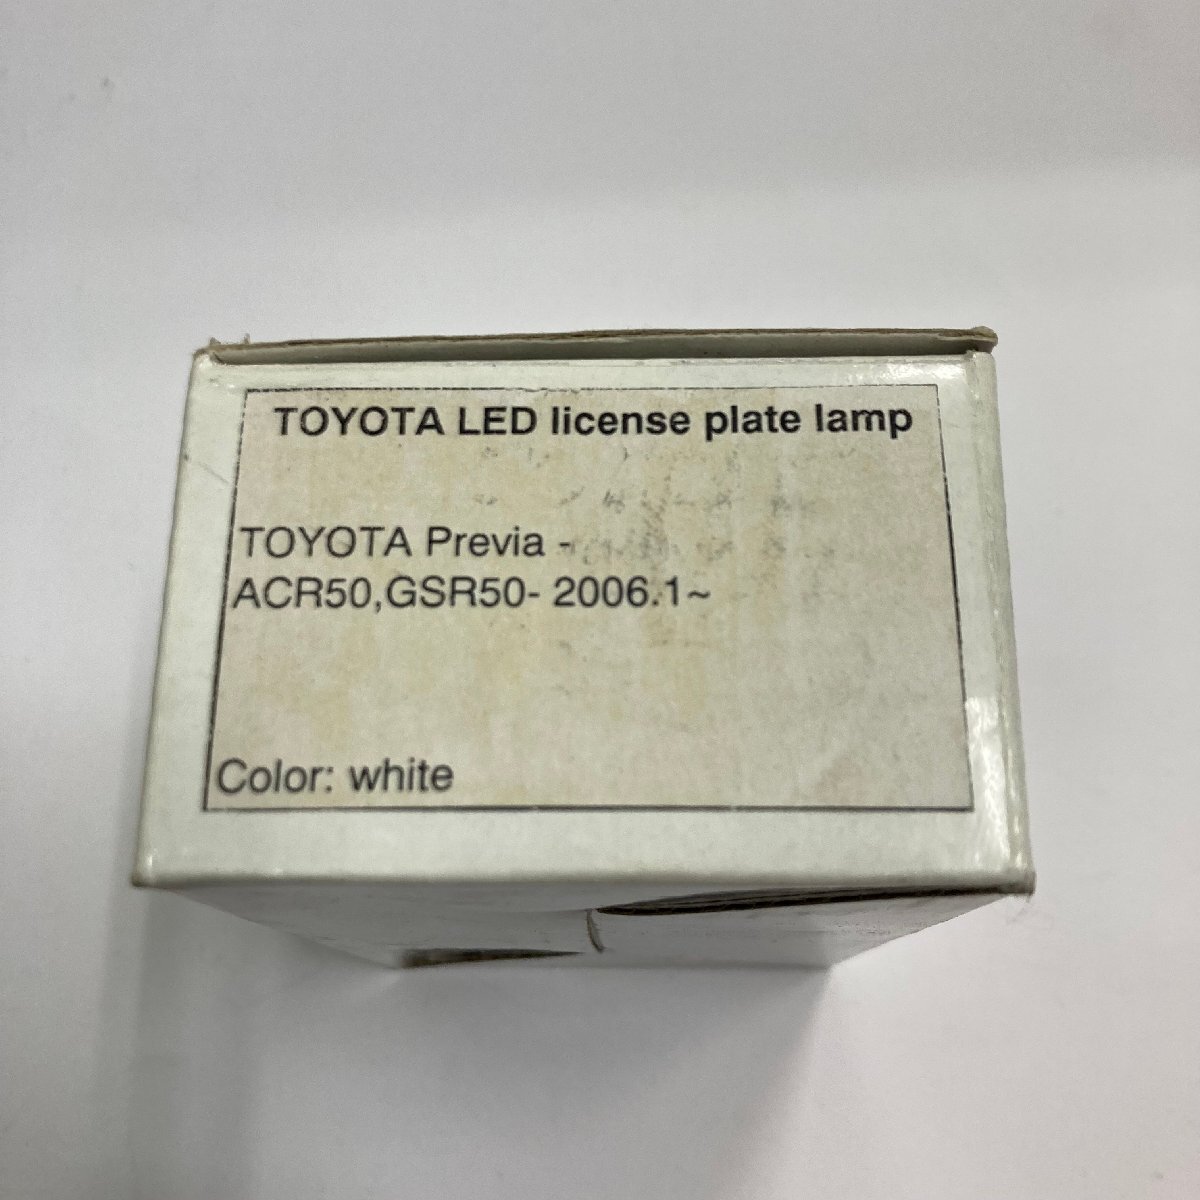 TOYOTA LED license plate lamp
TOYOTA Previa -
ACR50,GSR50- 2006.1~
Color: white